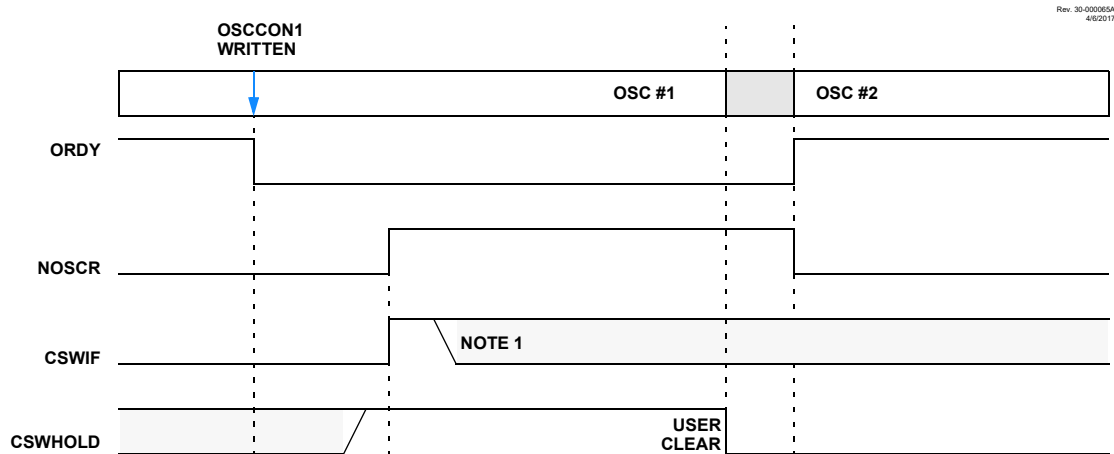 Rev. 30-000065A
4/6/2017
OSCCON1
WRITTEN
OSC #1
OSC #2
ORDY
NOSCR
CSWIF
NOTE 1
CSWHOLD
USER
CLEAR